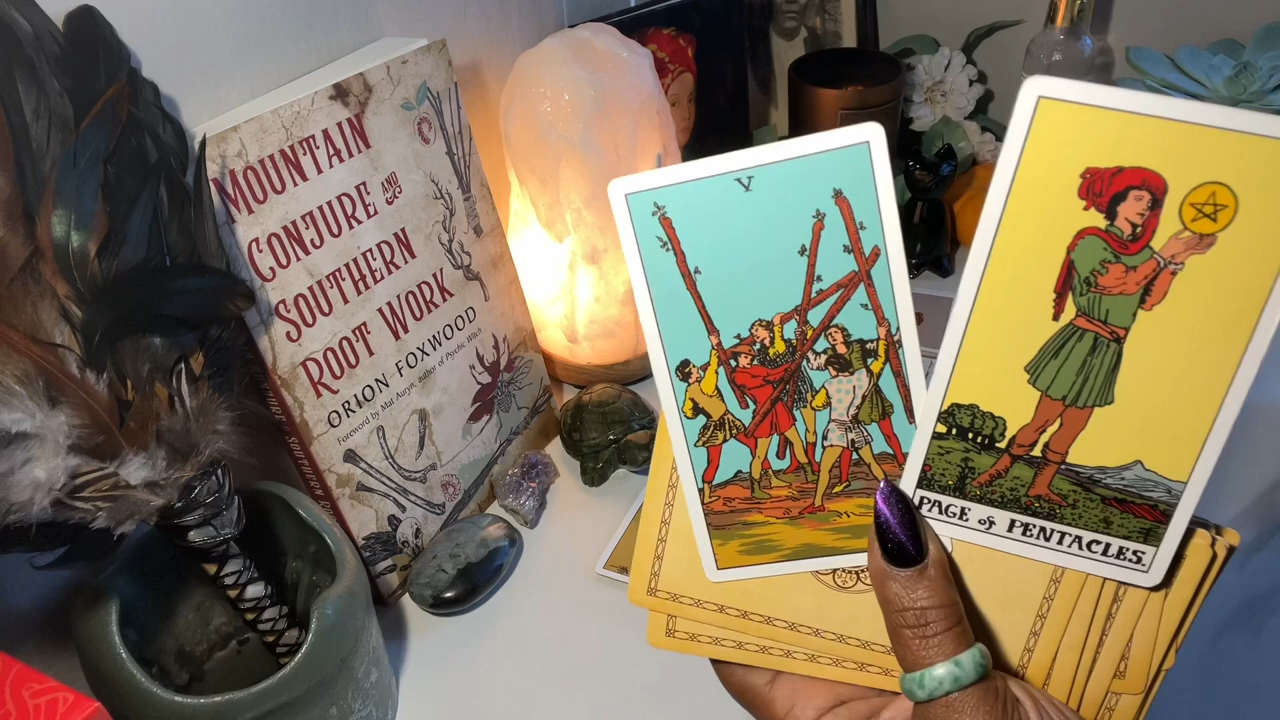 MOUNTAIN
CONJURE AND
SOUTHERN
ROOT WORK
ORION FOXWOOD
Foreword by Mat Auryn, author of Psychic Witch
V
PAGE of PENTACLES.